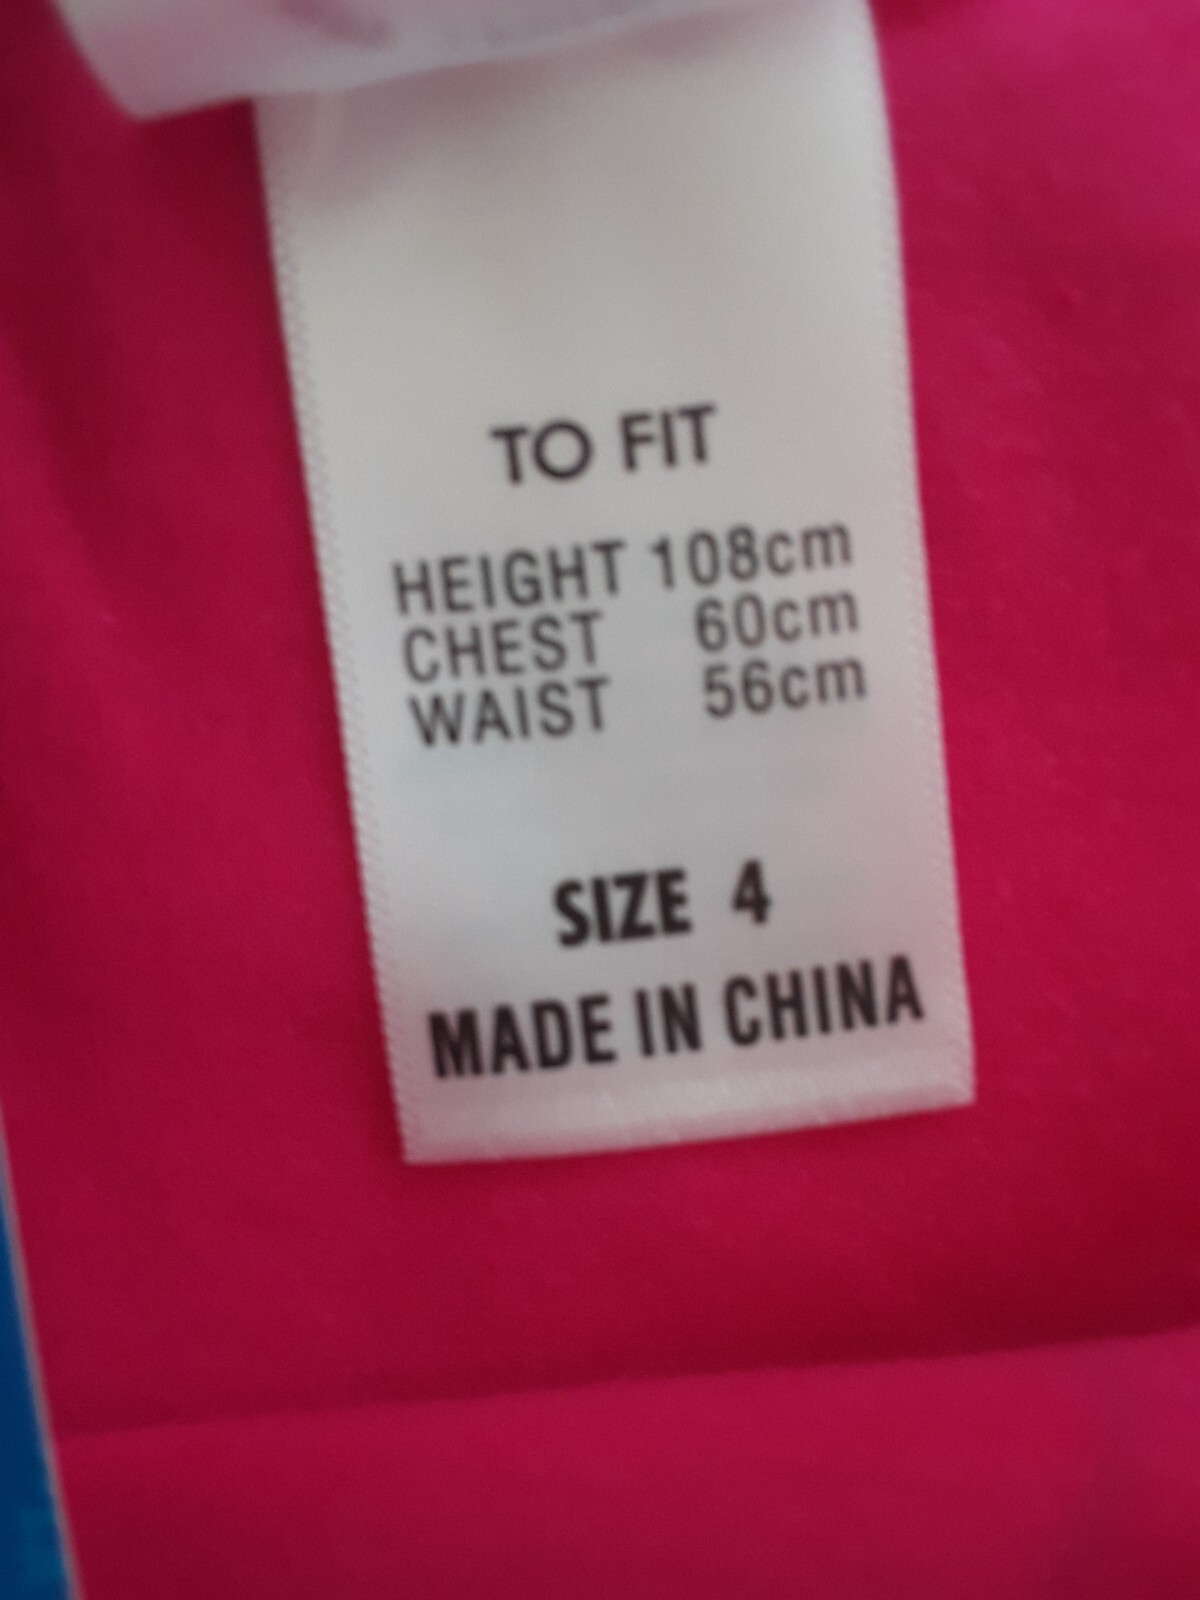 TO FIT
HEIGHT 108cm
CHEST 60cm
WAIST 56cm
SIZE 4
MADE IN CHINA